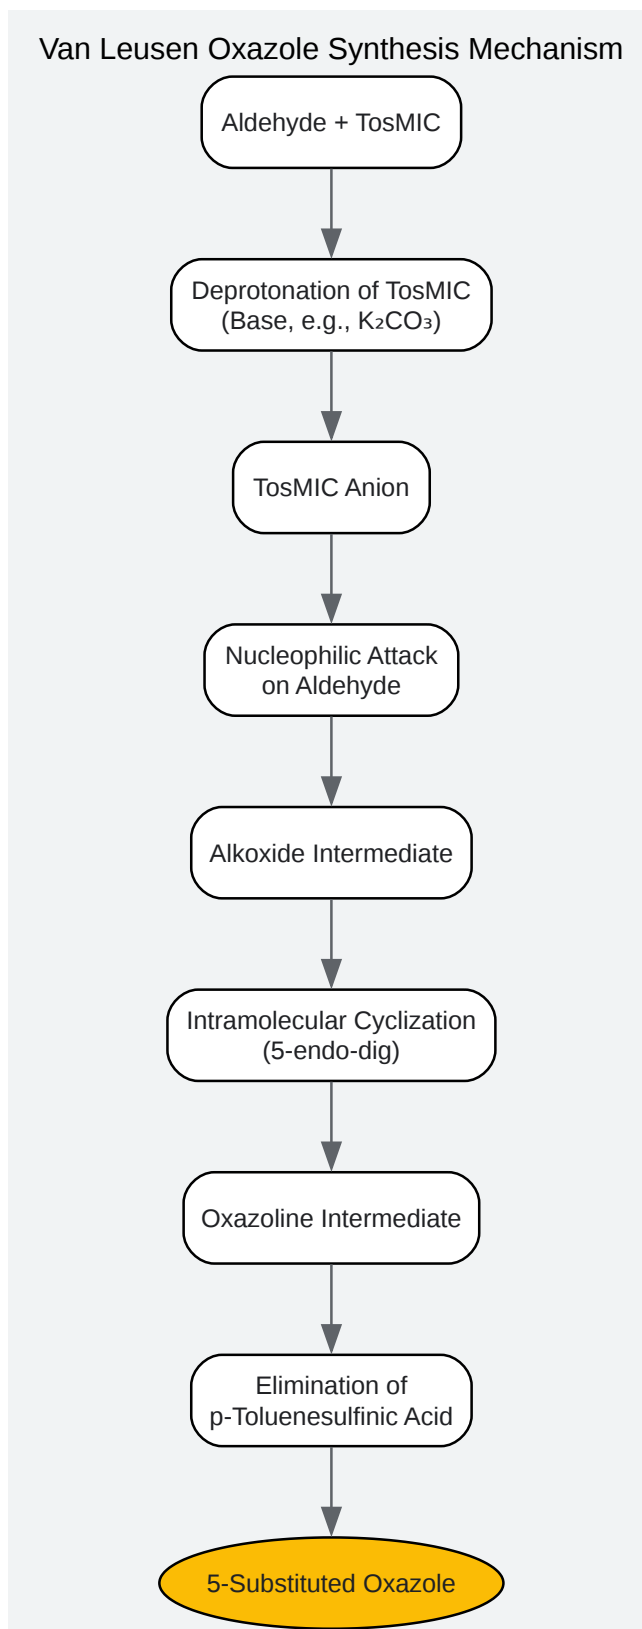 Van Leusen Oxazole Synthesis Mechanism
Aldehyde + TosMIC
Deprotonation of TosMIC
(Base, e.g., K₂CO₃)
TosMIC Anion
Nucleophilic Attack
on Aldehyde
Alkoxide Intermediate
Intramolecular Cyclization
(5-endo-dig)
Oxazoline Intermediate
Elimination of
p-Toluenesulfinic Acid
5-Substituted Oxazole